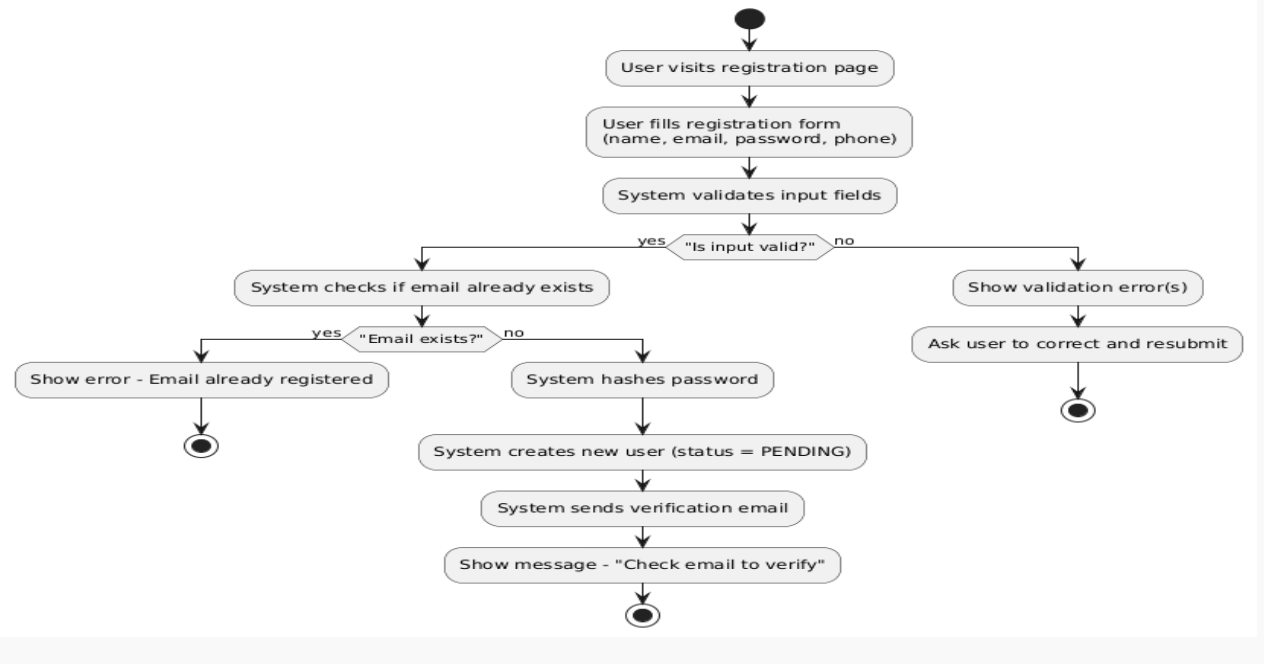 User visits registration page
User fills registration form
(name, email, password, phone)
System validates input fields
yes
"Is input valid?"
no
System checks if email already exists
Show validation error(s)
yes
"Email exists?"
no
Ask user to correct and resubmit
Show error - Email already registered
System hashes password
System creates new user (status = PENDING)
System sends verification email
Show message - "Check email to verify"